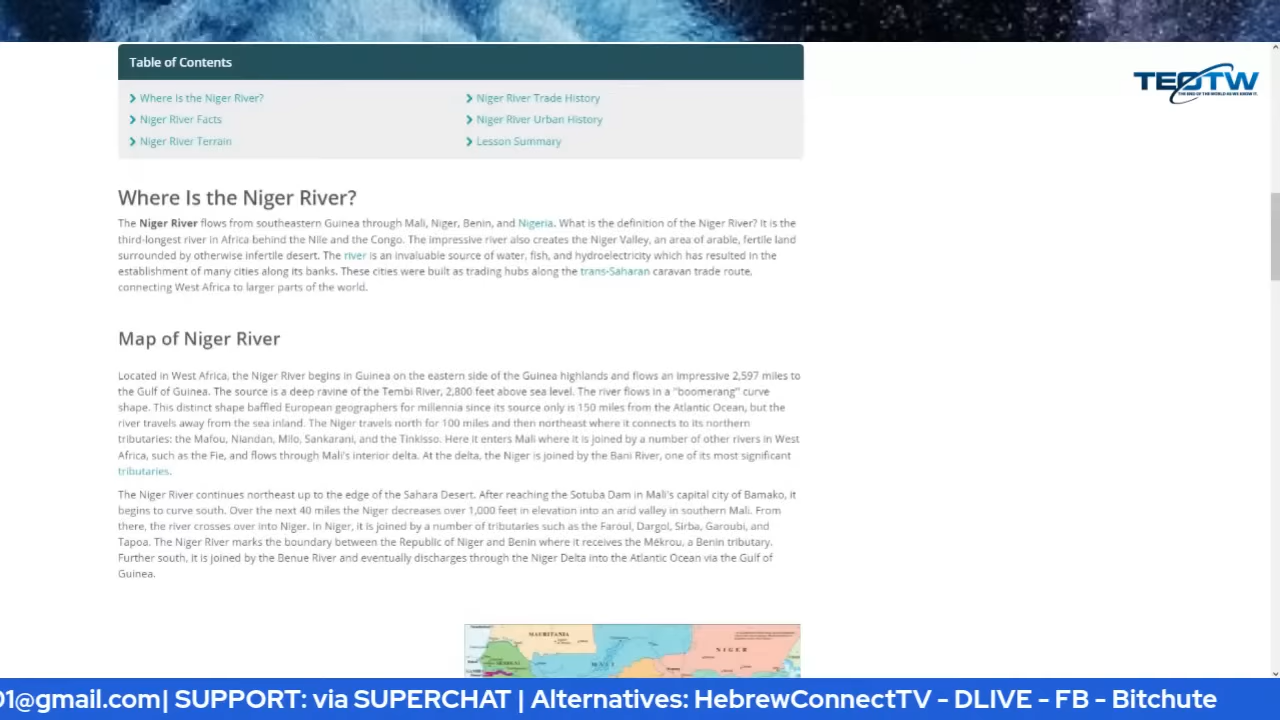 Table of Contents
TEOTW
THE END OF THE WORLD AS WE KNOW IT.
Where Is the Niger River?
Niger River Trade History
Niger River Facts
Niger River Urban History
Niger River Terrain
Lesson Summary
Where Is the Niger River?
The Niger River flows from southeastern Guinea through Mali, Niger, Benin, and Nigeria. What is the definition of the Niger River? It is the
third-longest river in Africa behind the Nile and the Congo. The impressive river also creates the Niger Valley, an area of arable, fertile land
surrounded by otherwise infertile desert. The river is an invaluable source of water, fish, and hydroelectricity which has resulted in the
establishment of many cities along its banks. These cities were built as trading hubs along the trans-Saharan caravan trade route,
connecting West Africa to larger parts of the world.
Map of Niger River
Located in West Africa, the Niger River begins in Guinea on the eastern side of the Guinea highlands and flows an impressive 2,597 miles to
the Gulf of Guinea. The source is a deep ravine of the Tembi River, 2,800 feet above sea level. The river flows in a "boomerang" curve
shape. This distinct shape baffled European geographers for millennia since its source only is 150 miles from the Atlantic Ocean, but the
river travels away from the sea inland. The Niger travels north for 100 miles and then northeast where it connects to its northern
tributaries: the Mafou, Niandan, Milo, Sankarani, and the Tinkisso. Here it enters Mali where it is joined by a number of other rivers in West
Africa, such as the Fie, and flows through Mali's interior delta. At the delta, the Niger is joined by the Bani River, one of its most significant
tributaries.
The Niger River continues northeast up to the edge of the Sahara Desert. After reaching the Sotuba Dam in Mali's capital city of Bamako, it
begins to curve south. Over the next 40 miles the Niger decreases over 1,000 feet in elevation into an arid valley in southern Mali. From
there, the river crosses over into Niger. In Niger, it is joined by a number of tributaries such as the Faroul, Dargol, Sirba, Garoubi, and
Tapoa. The Niger River marks the boundary between the Republic of Niger and Benin where it receives the Mékrou, a Benin tributary.
Further south, it is joined by the Benue River and eventually discharges through the Niger Delta into the Atlantic Ocean via the Gulf of
Guinea.
MAURITANIA
NIGER
MALI
SENEGAL
01@gmail.com| SUPPORT: via SUPERCHAT | Alternatives: HebrewConnectTV - DLIVE - FB - Bitchute